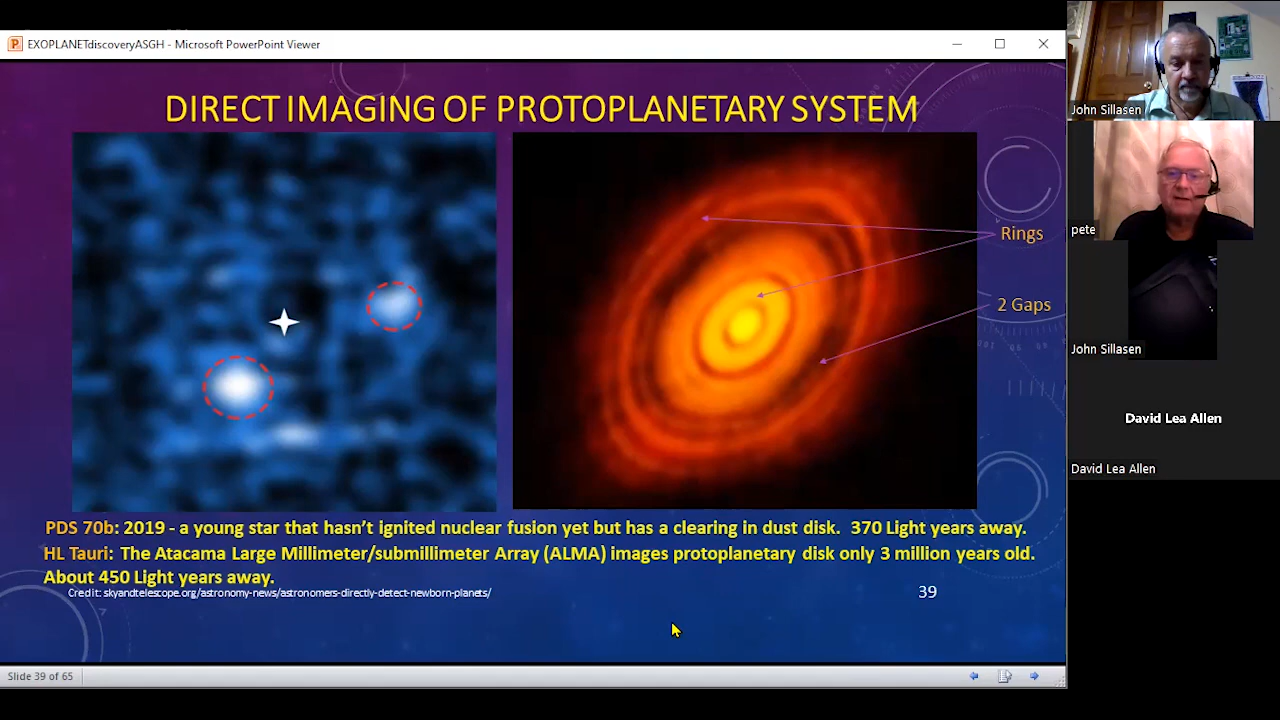 EXOPLANETdiscoveryASGH - Microsoft PowerPoint Viewer
DIRECT IMAGING OF PROTOPLANETARY SYSTEM
Rings
2 Gaps
PDS 70b: 2019 - a young star that hasn't ignited nuclear fusion yet but has a clearing in dust disk. 370 Light years away.
HL Tauri: The Atacama Large Millimeter/submillimeter Array (ALMA) images protoplanetary disk only 3 million years old.
About 450 Light years away.
Credit: skyandtelescope.org/astronomy-news/astronomers-directly-detect-newborn-planets/
39
Slide 39 of 65
John Sillasen
pete
John Sillasen
David Lea Allen
David Lea Allen